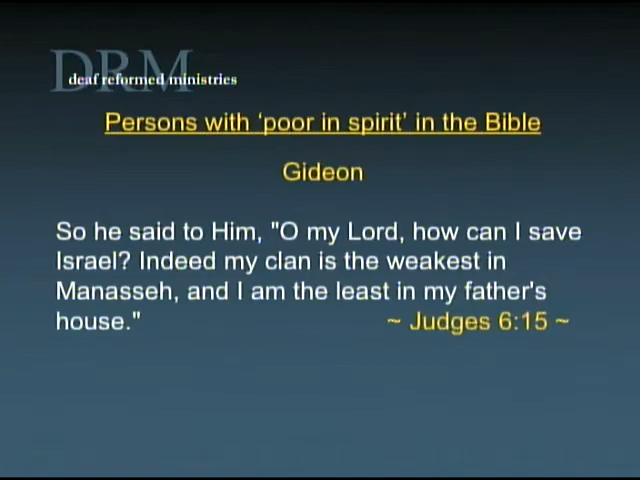 DRM
deaf reformed ministries
Persons with ‘poor in spirit’ in the Bible
Gideon
So he said to Him, "O my Lord, how can I save
Israel? Indeed my clan is the weakest in
Manasseh, and I am the least in my father's
house." ~ Judges 6:15 ~